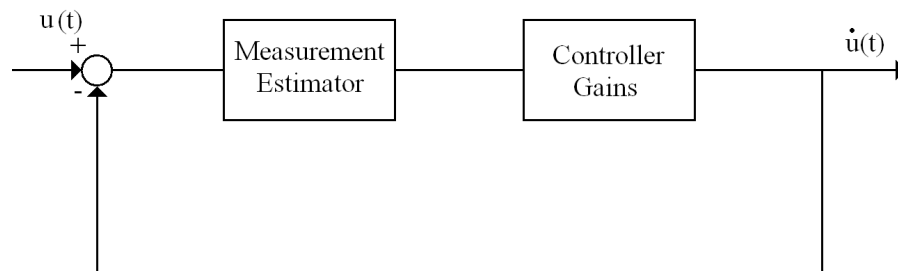 u(t)
+
-
Measurement
Estimator
Controller
Gains
u̇(t)